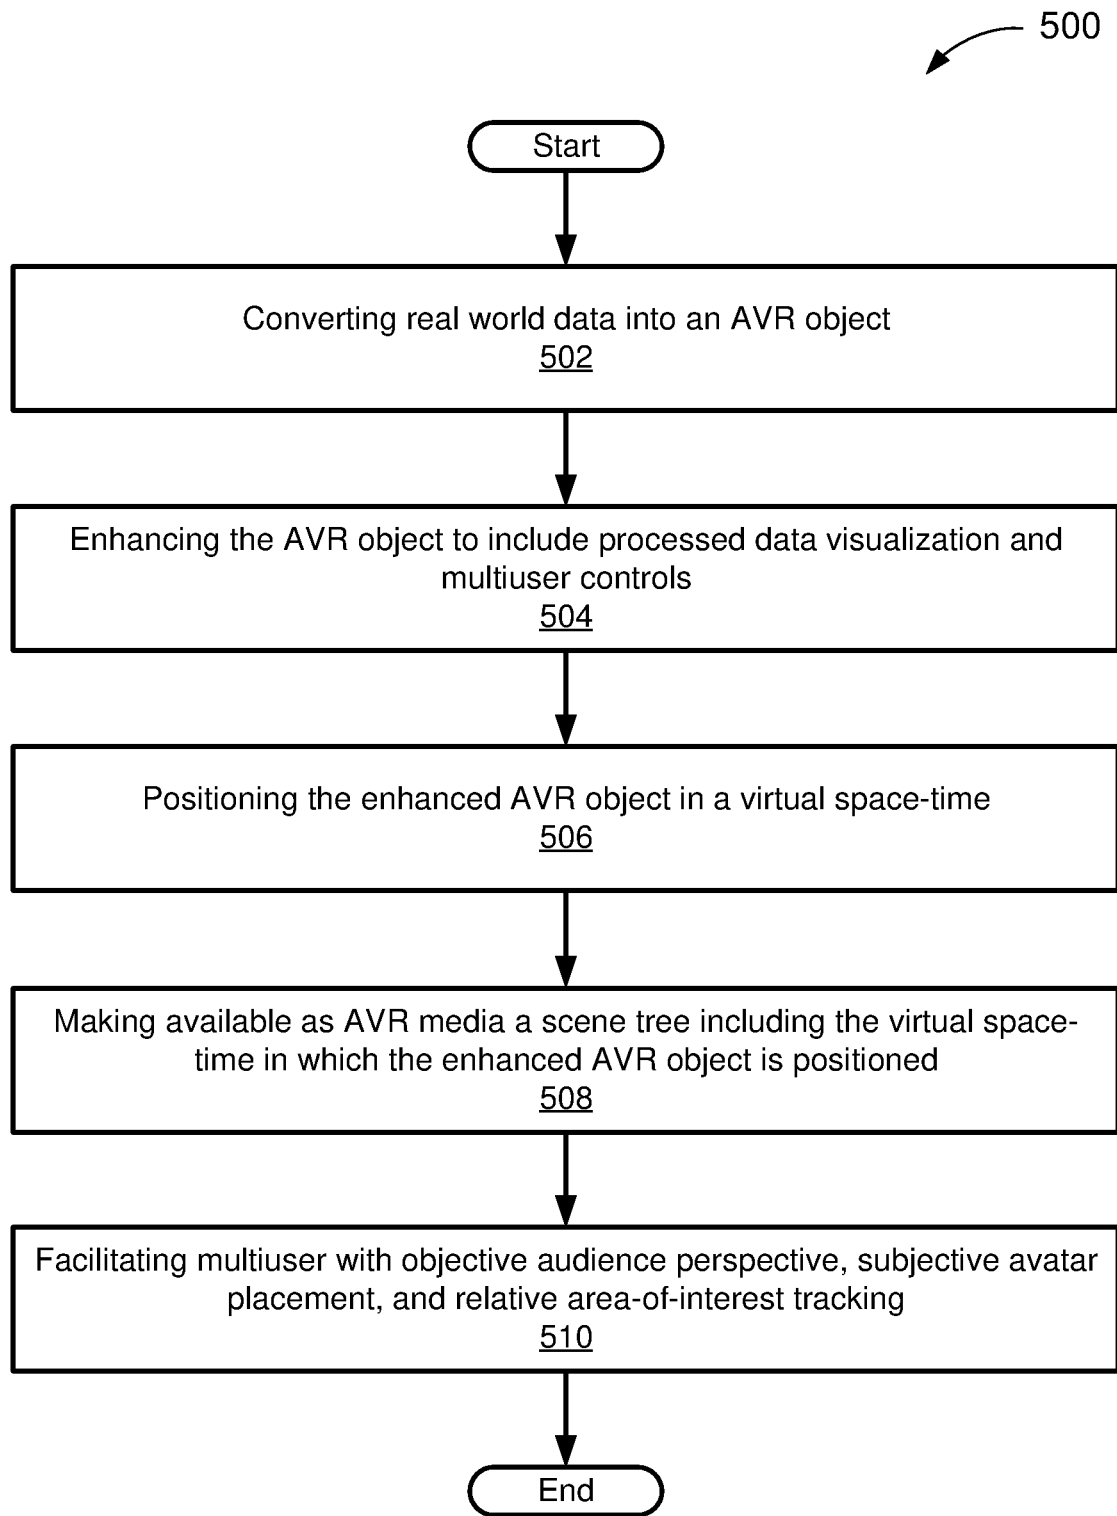 500
Start
Converting real world data into an AVR object
502
Enhancing the AVR object to include processed data visualization and
multiuser controls
504
Positioning the enhanced AVR object in a virtual space-time
506
Making available as AVR media a scene tree including the virtual space-
time in which the enhanced AVR object is positioned
508
Facilitating multiuser with objective audience perspective, subjective avatar
placement, and relative area-of-interest tracking
510
End